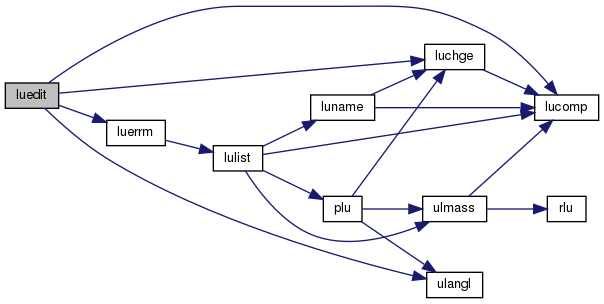 luedit
luerrm
lulist
luname
plu
luchge
ulmass
ulangl
lucomp
rlu